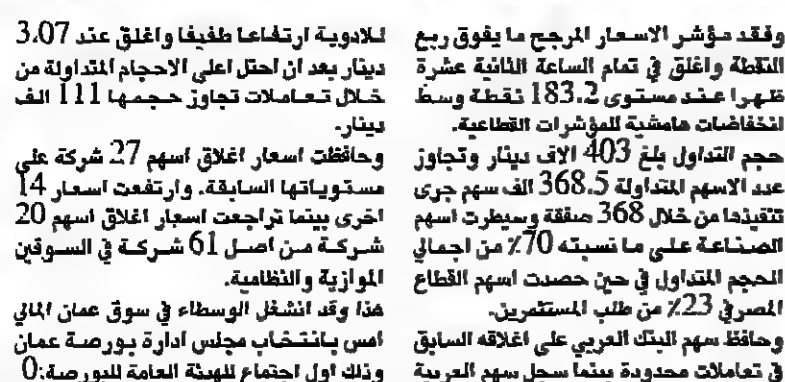 وفقد مؤشر الاسعار المرجح ما يفوق ربع
النقطة واغلق في تمام الساعة الثانية عشرة
ظهرا عند مستوى 183.2 نقطة وسط
انخفاضات هامشية للمؤشرات القطاعية.
حجم التداول بلغ 403 الاف دينار وتجاوز
عدد الاسهم المتداولة 368.5 الف سهم جرى
تنفيذها من خلال 368 صفقة وسيطرت اسهم
الصناعة على ما نسبته 70٪ من اجمالي
الحجم المتداول في حين حصدت اسهم القطاع
المصرفي 23٪ من طلب المستثمرين.
وحافظ سهم البنك العربي على اغلاقه السابق
في تعاملات محدودة بينما سجل سهم العربية
للادوية ارتفاعا طفيفا واغلق عند 3.07
دينار بعد ان احتل اعلى الاحجام المتداولة من
خلال تعاملات تجاوز حجمها 111 الف
دينار.
وحافظت اسعار اغلاق اسهم 27 شركة على
مستوياتها السابقة. وارتفعت اسعار 14
اخرى بينما تراجعت اسعار اغلاق اسهم 20
شركة من اصل 61 شركة في السوقين
الموازية والنظامية.
هذا وقد انشغل الوسطاء في سوق عمان المالي
امس بانتخاب مجلس ادارة بورصة عمان
وذلك اول اجتماع للهيئة العامة للبورصة:0